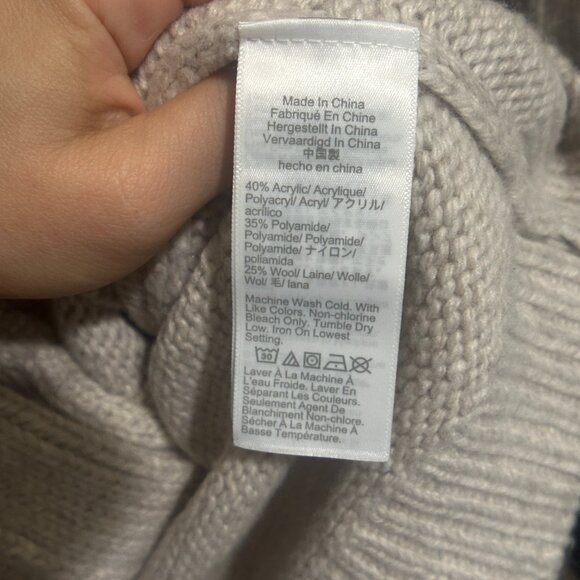 Made In China
Fabriqué En Chine
Hergestellt In China
Vervaardigd In China
中国製
hecho en china
40% Acrylic/ Acrylique/
Polyacryl/ Acryl/ アクリル/
acrílico
35% Polyamide/
Polyamide/ Polyamide/
Polyamide/ ナイロン/
poliamida
25% Wool/ Laine/ Wolle/
Wol/ 毛/ lana
Machine Wash Cold. With
Like Colors. Non-chlorine
Bleach Only. Tumble Dry
Low. Iron On Lowest
Setting.
30
Laver À La Machine À
L'eau Froide. Laver En
Séparant Les Couleurs.
Seulement Agent De
Blanchiment Non-chlore.
Sécher À La Machine À
Basse Température.